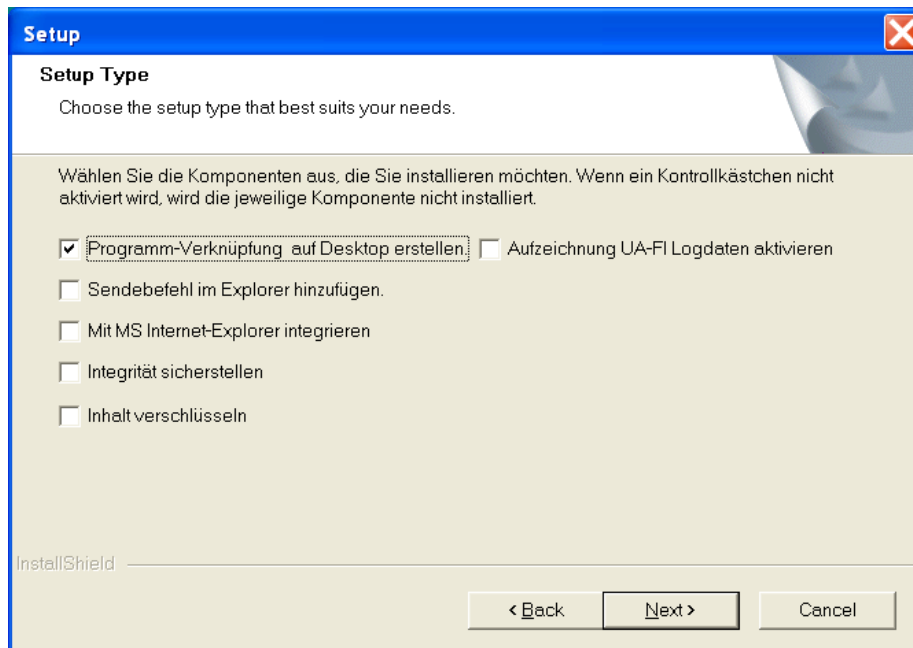 Setup
Setup Type
Choose the setup type that best suits your needs.
Wählen Sie die Komponenten aus, die Sie installieren möchten. Wenn ein Kontrollkästchen nicht
aktiviert wird, wird die jeweilige Komponente nicht installiert.
Programm-Verknüpfung auf Desktop erstellen. Aufzeichnung UA-FI Logdaten aktivieren
Sendebefehl im Explorer hinzufügen.
Mit MS Internet-Explorer integrieren
Integrität sicherstellen
Inhalt verschlüsseln
InstallShield
< Back Next > Cancel